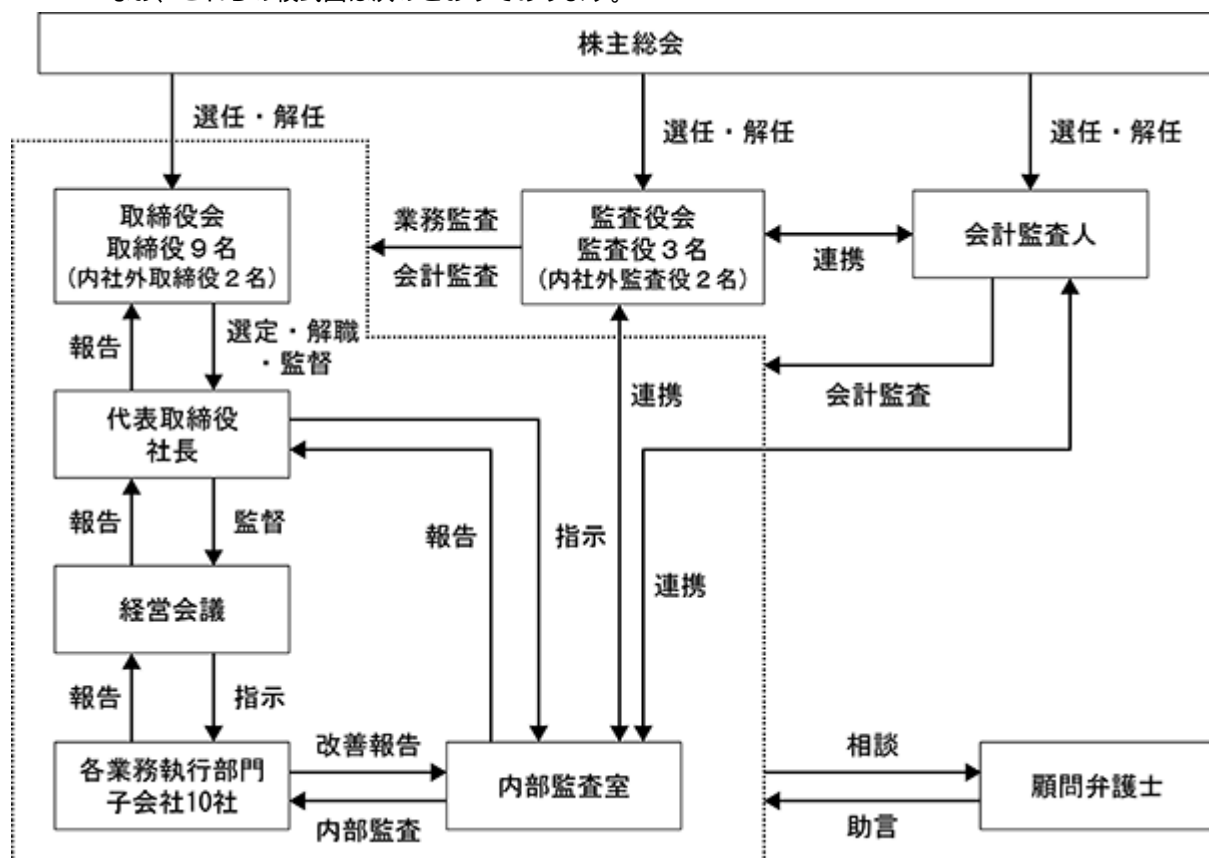 株主総会
選任・解任
選任・解任
選任・解任
取締役会
取締役9名
(内社外取締役2名)
業務監査
会計監査
監査役会
監査役3名
(内社外監査役2名)
連携
会計監査人
報告
選定・解職
・監督
連携
会計監査
代表取締役
社長
報告
監督
報告
指示
連携
経営会議
報告
指示
各業務執行部門
子会社10社
改善報告
内部監査
内部監査室
相談
助言
顧問弁護士